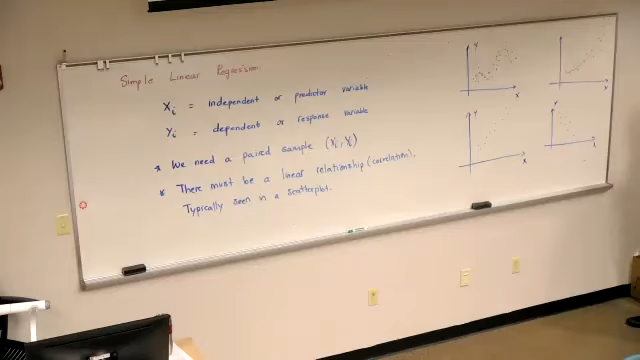 Simple Linear Regression
Xi = independent or predictor variable
Yi = dependent or response variable
* We need a paired sample (Xi, Yi)
* There must be a linear relationship (correlation).
Typically seen in a scatterplot.
Y
X
X
Y
X
X